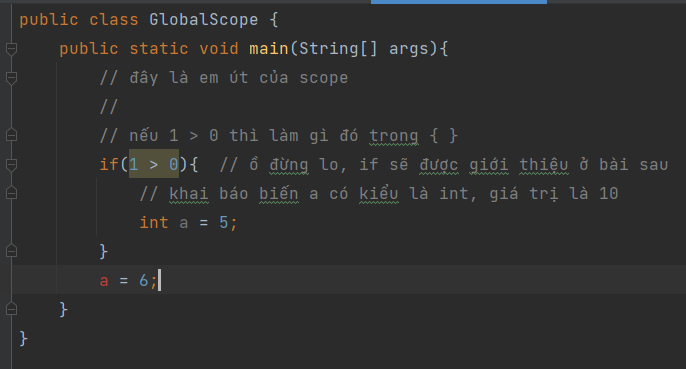 public class GlobalScope {
public static void main(String[] args){
// đây là em út của scope
//
// nếu 1 > 0 thì làm gì đó trong { }
if(1 > 0){  // ồ đừng lo, if sẽ được giới thiệu ở bài sau
// khai báo biến a có kiểu là int, giá trị là 10
int a = 5;
}
a = 6;
}
}